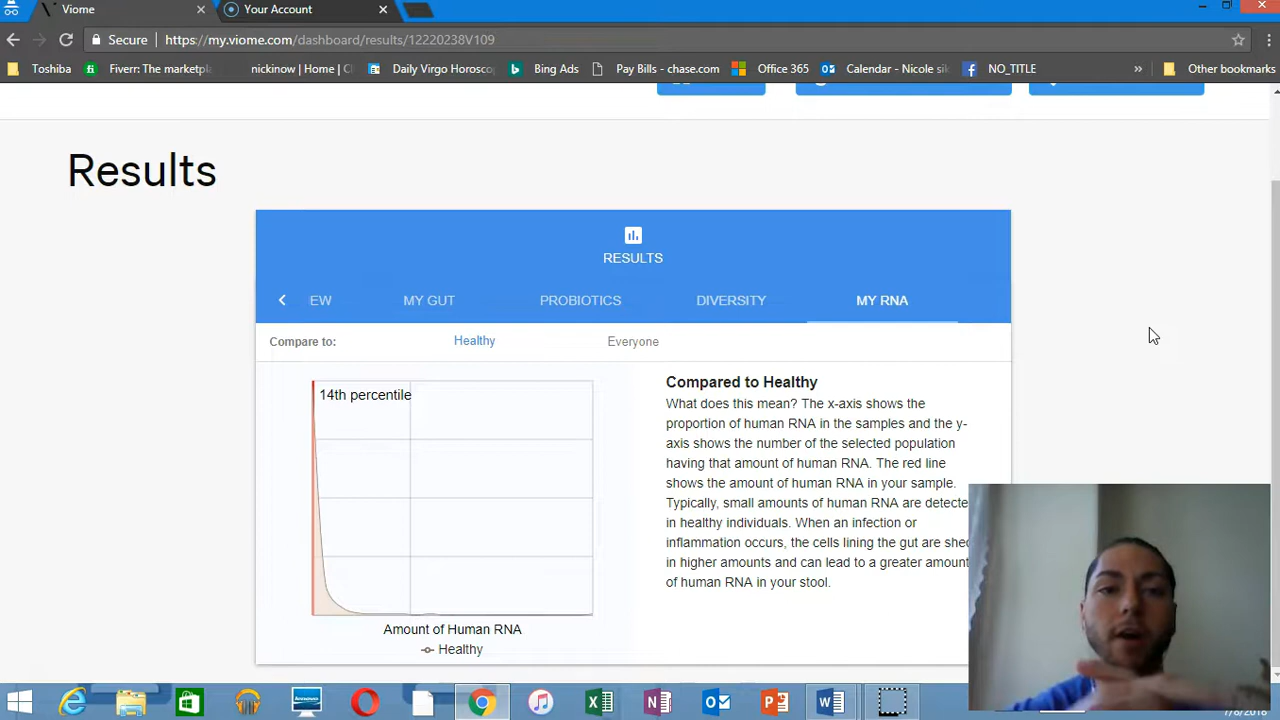 Viome
Your Account
Secure
https://my.viome.com/dashboard/results/12220238V109
Toshiba
Fiverr: The marketpl
nickinow | Home |
Daily Virgo Horosc
Bing Ads
Pay Bills - chase.com
Office 365
Calendar - Nicole sil
NO_TITLE
»
Other bookmarks
Results
RESULTS
EW
MY GUT
PROBIOTICS
DIVERSITY
MY RNA
Compare to:
Healthy
Everyone
14th percentile
Amount of Human RNA
Healthy
Compared to Healthy
What does this mean? The x-axis shows the
proportion of human RNA in the samples and the y-
axis shows the number of the selected population
having that amount of human RNA. The red line
shows the amount of human RNA in your sample.
Typically, small amounts of human RNA are detecte
in healthy individuals. When an infection or
inflammation occurs, the cells lining the gut are shed
in higher amounts and can lead to a greater amount
of human RNA in your stool.
7/8/2018